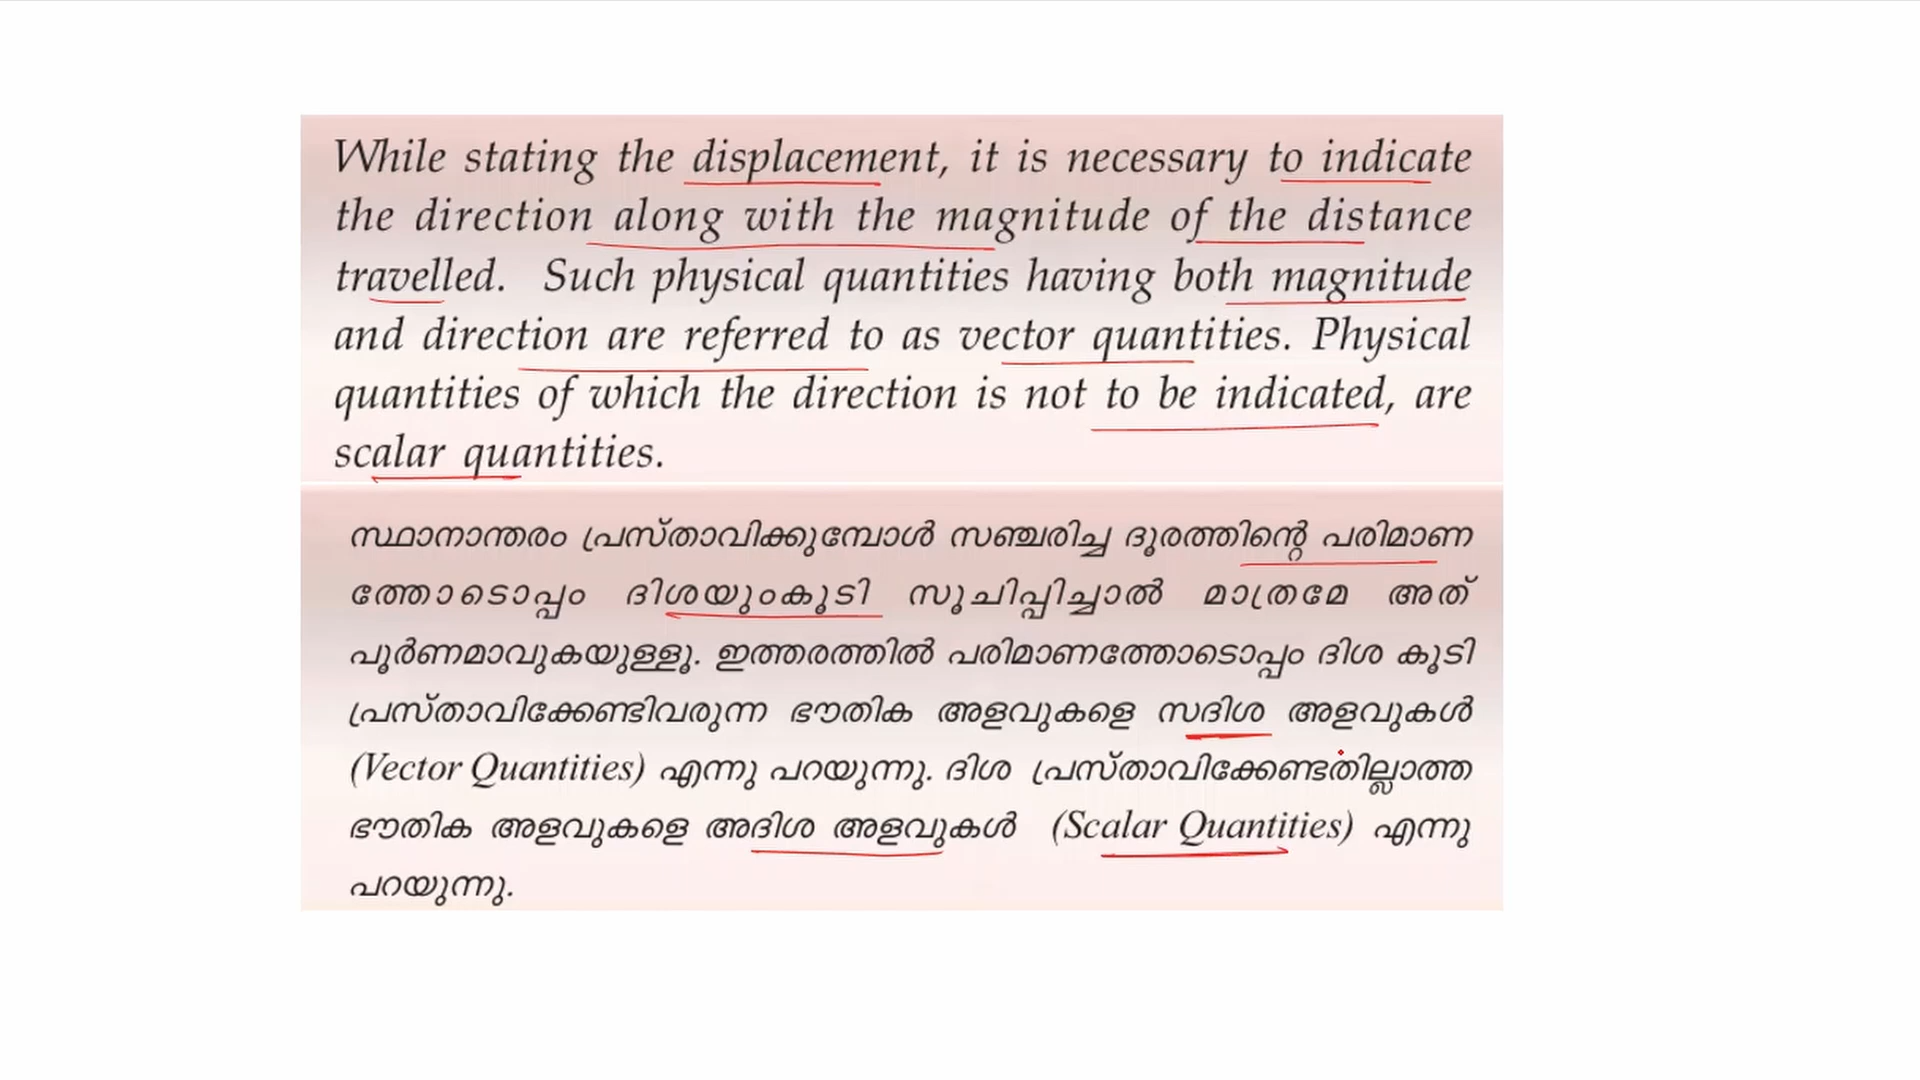 While stating the displacement, it is necessary to indicate
the direction along with the magnitude of the distance
travelled. Such physical quantities having both magnitude
and direction are referred to as vector quantities. Physical
quantities of which the direction is not to be indicated, are
scalar quantities.
സ്ഥാനാന്തരം പ്രസ്താവിക്കുമ്പോൾ സഞ്ചരിച്ച ദൂരത്തിന്റെ പരിമാണ
ത്തോടൊപ്പം ദിശയുംകൂടി സൂചിപ്പിച്ചാൽ മാത്രമേ അത്
പൂർണമാവുകയുള്ളൂ. ഇത്തരത്തിൽ പരിമാണത്തോടൊപ്പം ദിശ കൂടി
പ്രസ്താവിക്കേണ്ടിവരുന്ന ഭൗതിക അളവുകളെ സദിശ അളവുകൾ
(Vector Quantities) എന്നു പറയുന്നു. ദിശ പ്രസ്താവിക്കേണ്ടതില്ലാത്ത
ഭൗതിക അളവുകളെ അദിശ അളവുകൾ (Scalar Quantities) എന്നു
പറയുന്നു.